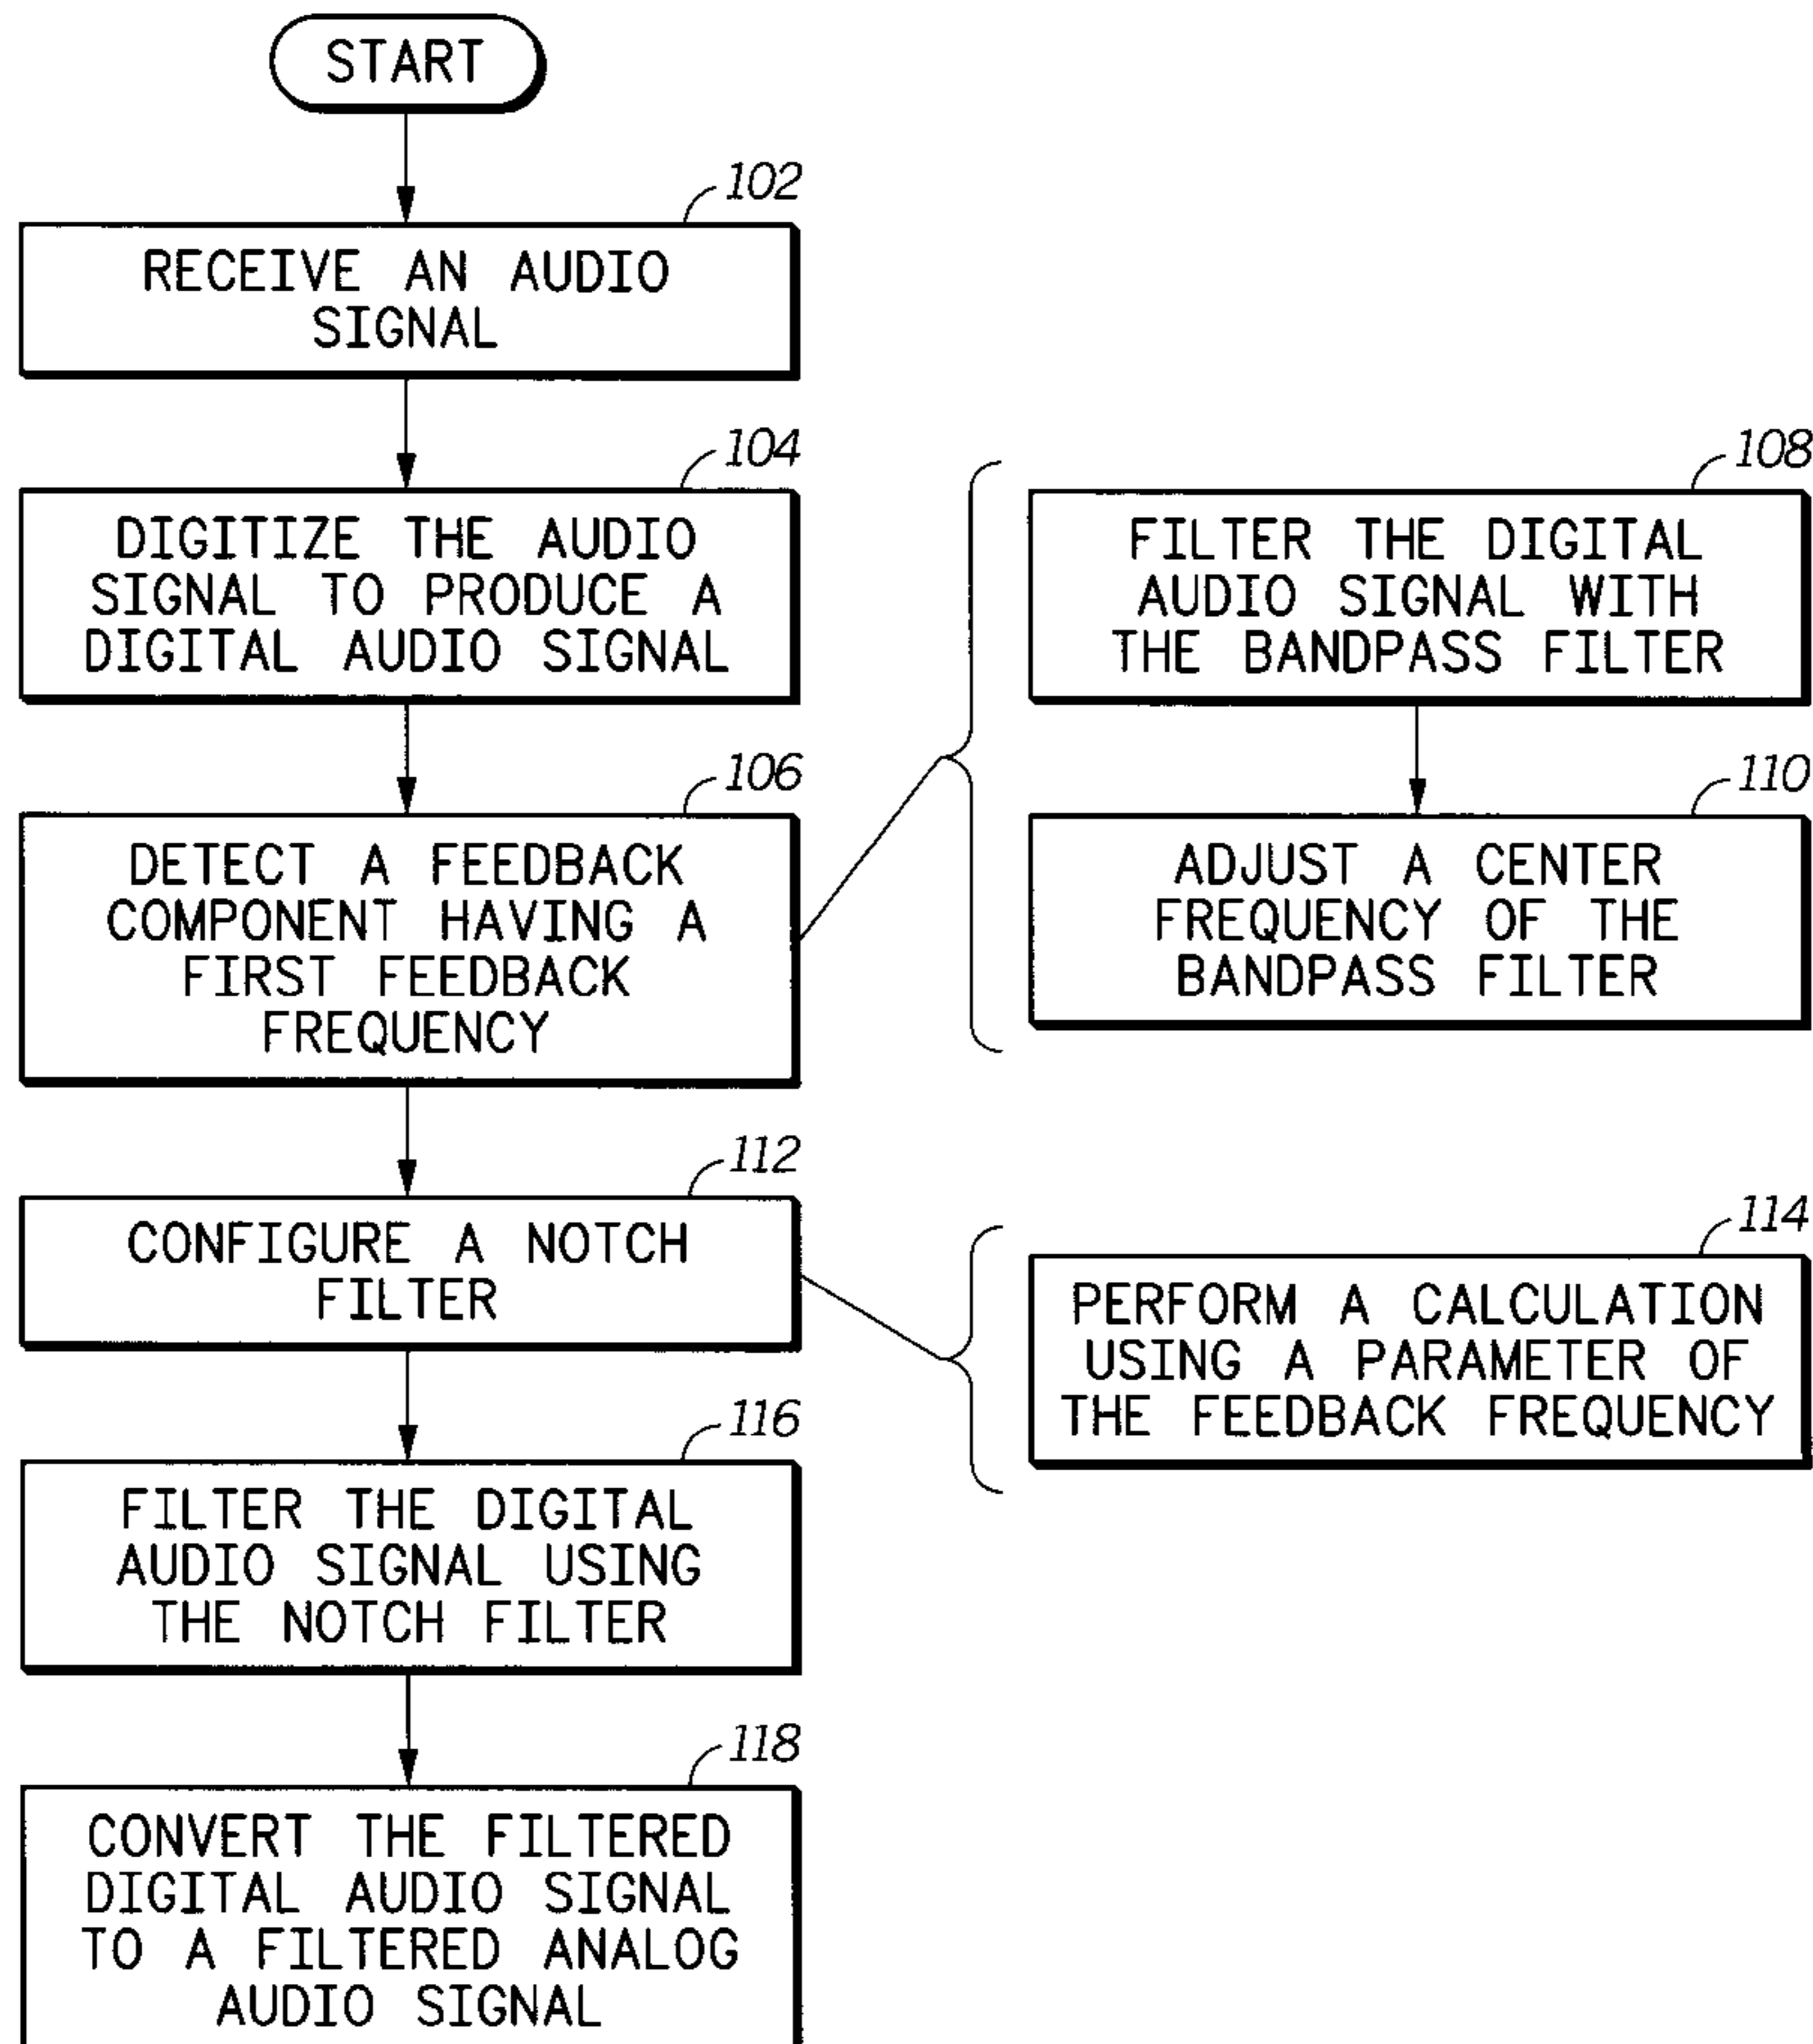 START
102
RECEIVE AN AUDIO
SIGNAL
104
DIGITIZE THE AUDIO
SIGNAL TO PRODUCE A
DIGITAL AUDIO SIGNAL
106
DETECT A FEEDBACK
COMPONENT HAVING A
FIRST FEEDBACK
FREQUENCY
108
FILTER THE DIGITAL
AUDIO SIGNAL WITH
THE BANDPASS FILTER
110
ADJUST A CENTER
FREQUENCY OF THE
BANDPASS FILTER
112
CONFIGURE A NOTCH
FILTER
114
PERFORM A CALCULATION
USING A PARAMETER OF
THE FEEDBACK FREQUENCY
116
FILTER THE DIGITAL
AUDIO SIGNAL USING
THE NOTCH FILTER
118
CONVERT THE FILTERED
DIGITAL AUDIO SIGNAL
TO A FILTERED ANALOG
AUDIO SIGNAL